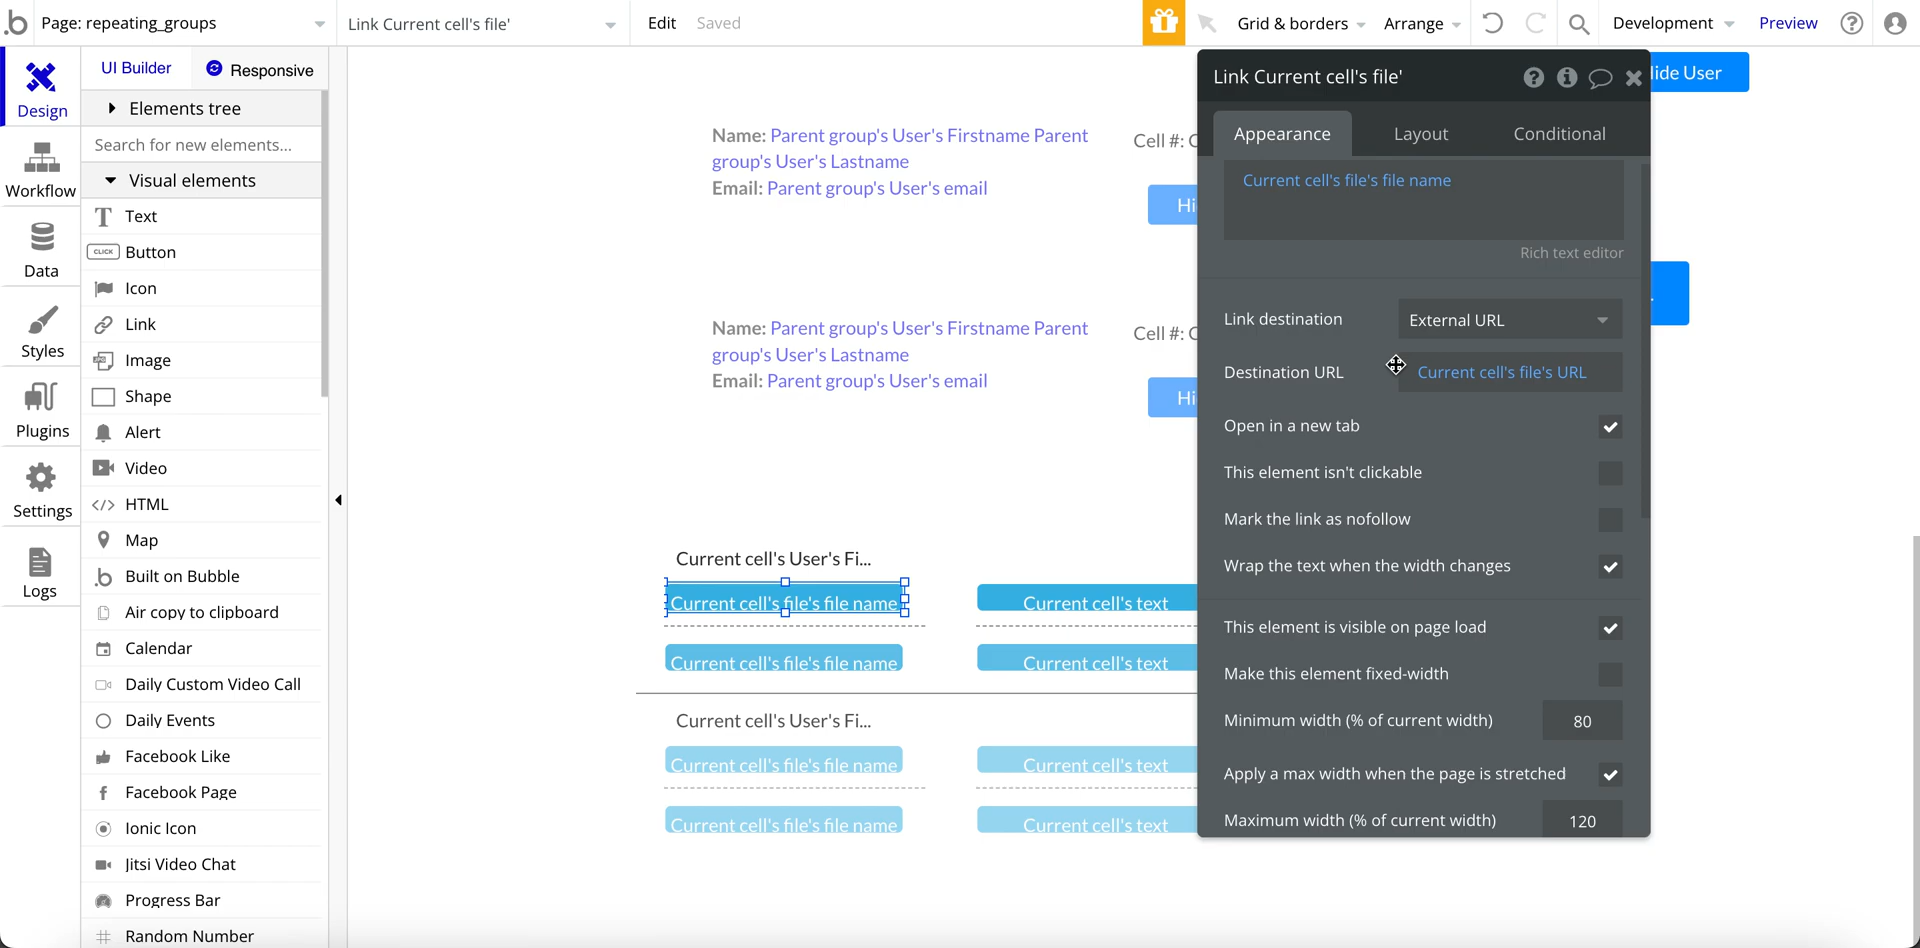 Page: repeating_groups
Link Current cell's file'
Edit
Saved
Grid & borders
Arrange
Development
Preview
Design
Workflow
Data
Styles
Plugins
Settings
Logs
UI Builder
Responsive
Elements tree
Search for new elements...
Visual elements
Text
CLICK Button
Icon
Link
Image
Shape
Alert
Video
HTML
Map
Built on Bubble
Air copy to clipboard
Calendar
Daily Custom Video Call
Daily Events
Facebook Like
Facebook Page
Ionic Icon
Jitsi Video Chat
Progress Bar
Random Number
Name: Parent group's User's Firstname Parent
group's User's Lastname
Email: Parent group's User's email
Cell #: C
Hi
Name: Parent group's User's Firstname Parent
group's User's Lastname
Email: Parent group's User's email
Cell #: C
Hi
Current cell's User's Fi...
Current cell's file's file name
Current cell's text
Current cell's file's file name
Current cell's text
Current cell's User's Fi...
Current cell's file's file name
Current cell's text
Current cell's file's file name
Current cell's text
Link Current cell's file'
Appearance
Layout
Conditional
Current cell's file's file name
Rich text editor
Link destination
External URL
Destination URL
Current cell's file's URL
Open in a new tab
This element isn't clickable
Mark the link as nofollow
Wrap the text when the width changes
This element is visible on page load
Make this element fixed-width
Minimum width (% of current width)
80
Apply a max width when the page is stretched
Maximum width (% of current width)
120
ide User